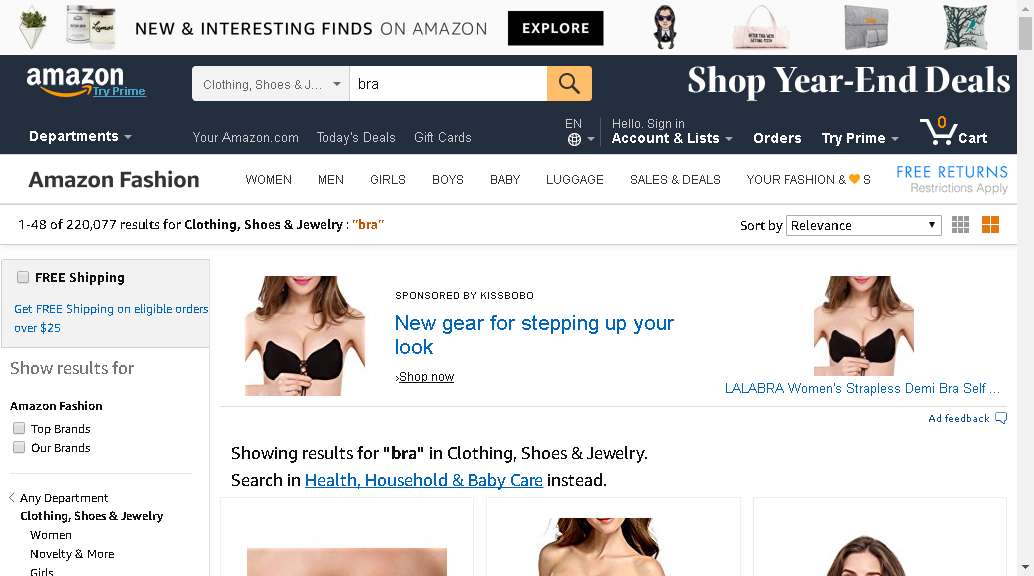 NEW & INTERESTING FINDS ON AMAZON
EXPLORE
amazon
Try Prime
Clothing, Shoes & J...
bra
Shop Year-End Deals
Departments
Your Amazon.com
Today's Deals
Gift Cards
EN
Hello. Sign in
Account & Lists
Orders
Try Prime
0
Cart
Amazon Fashion
WOMEN
MEN
GIRLS
BOYS
BABY
LUGGAGE
SALES & DEALS
YOUR FASHION & 🧡 S
FREE RETURNS
Restrictions Apply
1-48 of 220,077 results for Clothing, Shoes & Jewelry : "bra"
Sort by
Relevance
FREE Shipping
Get FREE Shipping on eligible orders
over $25
Show results for
Amazon Fashion
Top Brands
Our Brands
Any Department
Clothing, Shoes & Jewelry
Women
Novelty & More
Girls
SPONSORED BY KISSBOBO
New gear for stepping up your
look
›Shop now
LALABRA Women's Strapless Demi Bra Self ...
Ad feedback
Showing results for "bra" in Clothing, Shoes & Jewelry.
Search in Health, Household & Baby Care instead.